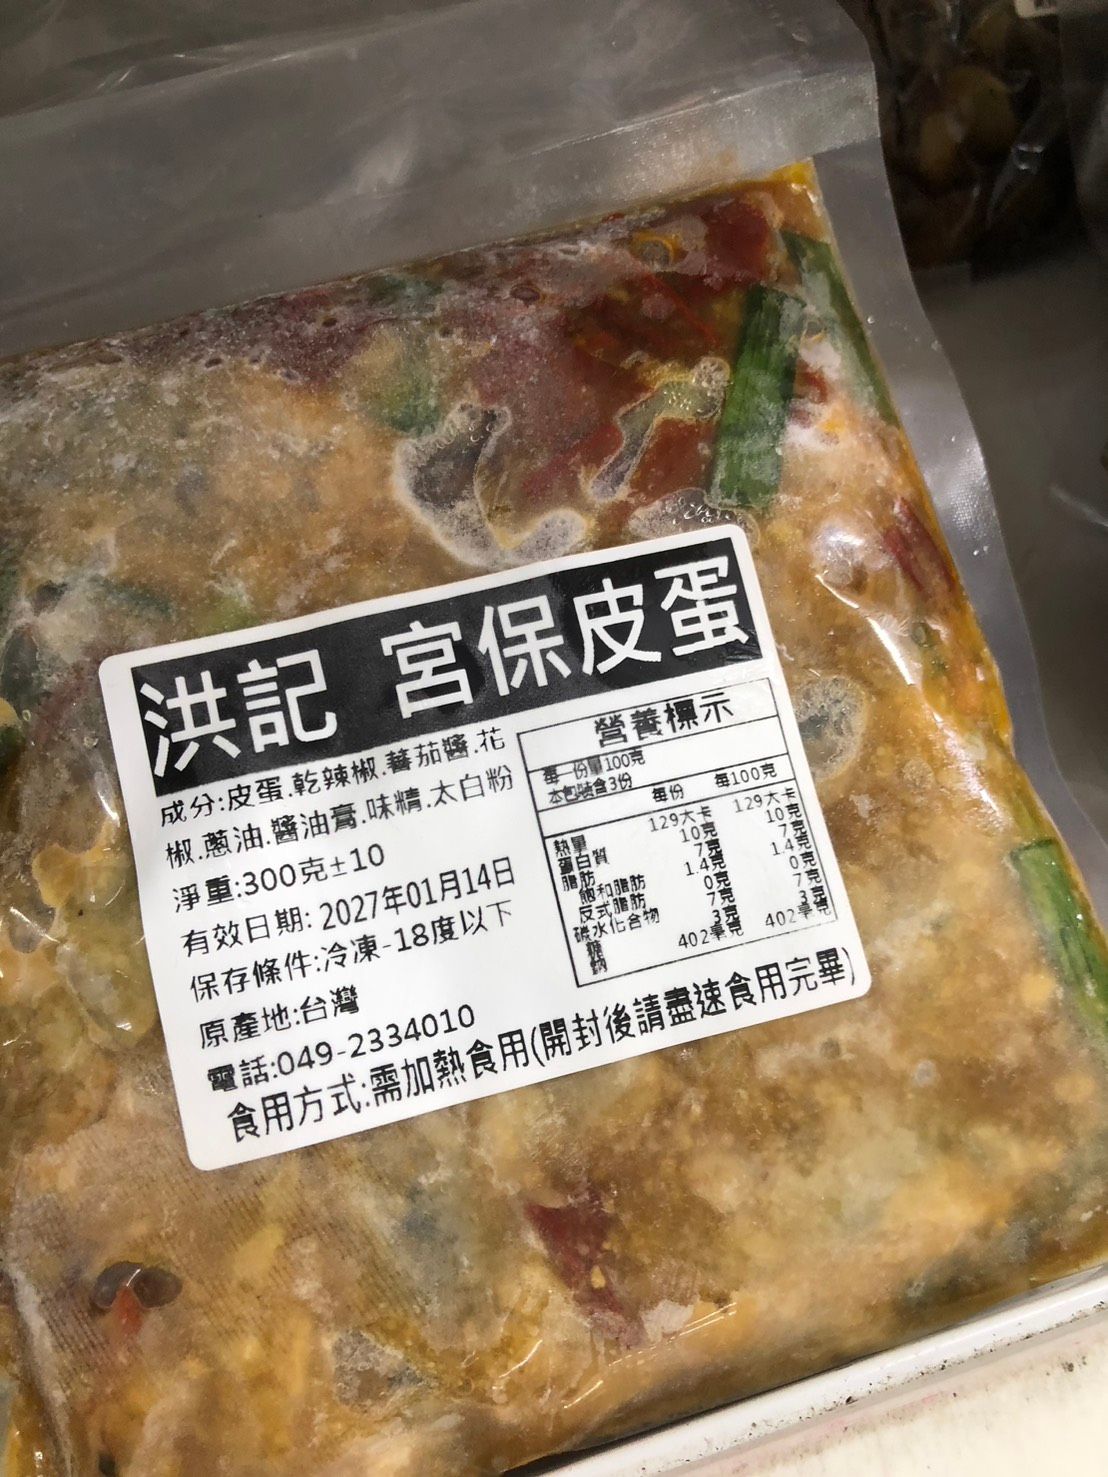 洪記 宮保皮蛋
成分:皮蛋.乾辣椒.蕃茄醬.花
椒.蔥油.醬油膏.味精.太白粉
淨重:300克±10
有效日期: 2027年01月14日
保存條件:冷凍-18度以下
原產地:台灣
電話:049-2334010
食用方式:需加熱食用(開封後請盡速食用完畢)
營養標示
每一份量100克
本包裝含3份
每份 每100克
熱量 129大卡 129大卡
蛋白質 10克 10克
脂肪 7克 7克
飽和脂肪 1.4克 1.4克
反式脂肪 0克 0克
碳水化合物 7克 7克
糖 3克 3克
鈉 402毫克 402毫克